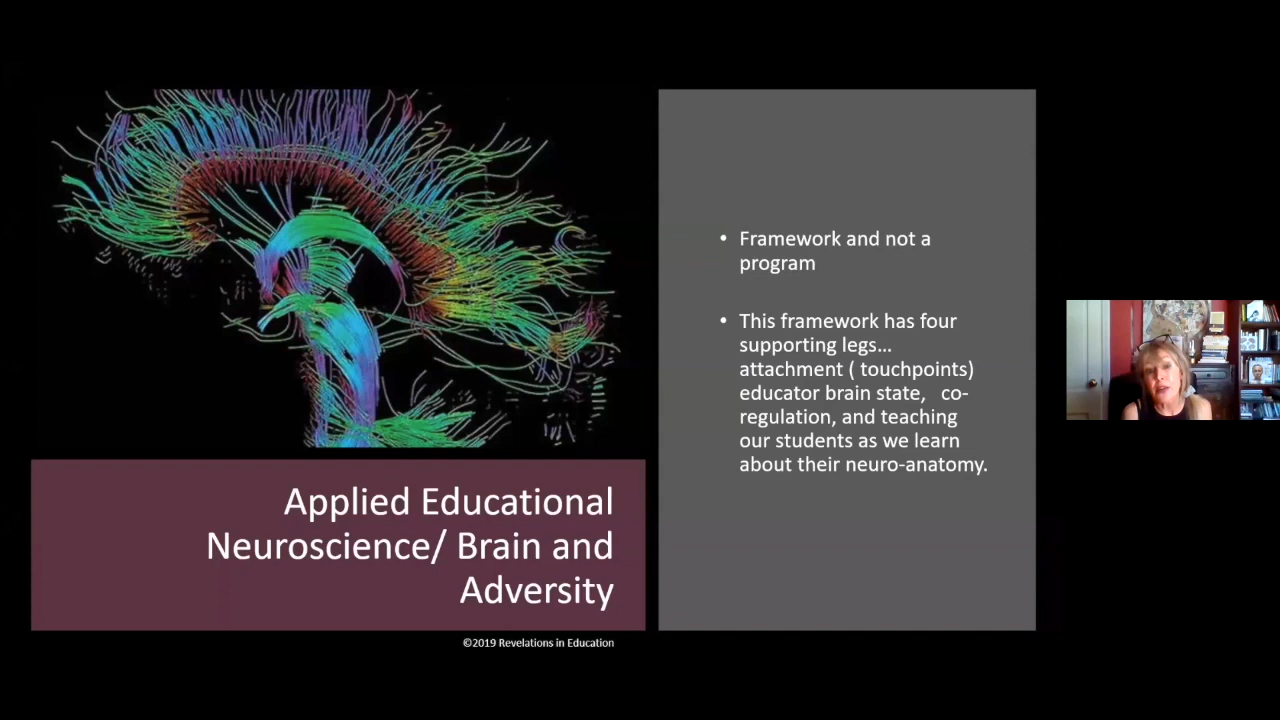 Applied Educational
Neuroscience/ Brain and
Adversity
• Framework and not a
program
• This framework has four
supporting legs...
attachment ( touchpoints)
educator brain state, co-
regulation, and teaching
our students as we learn
about their neuro-anatomy.
©2019 Revelations in Education